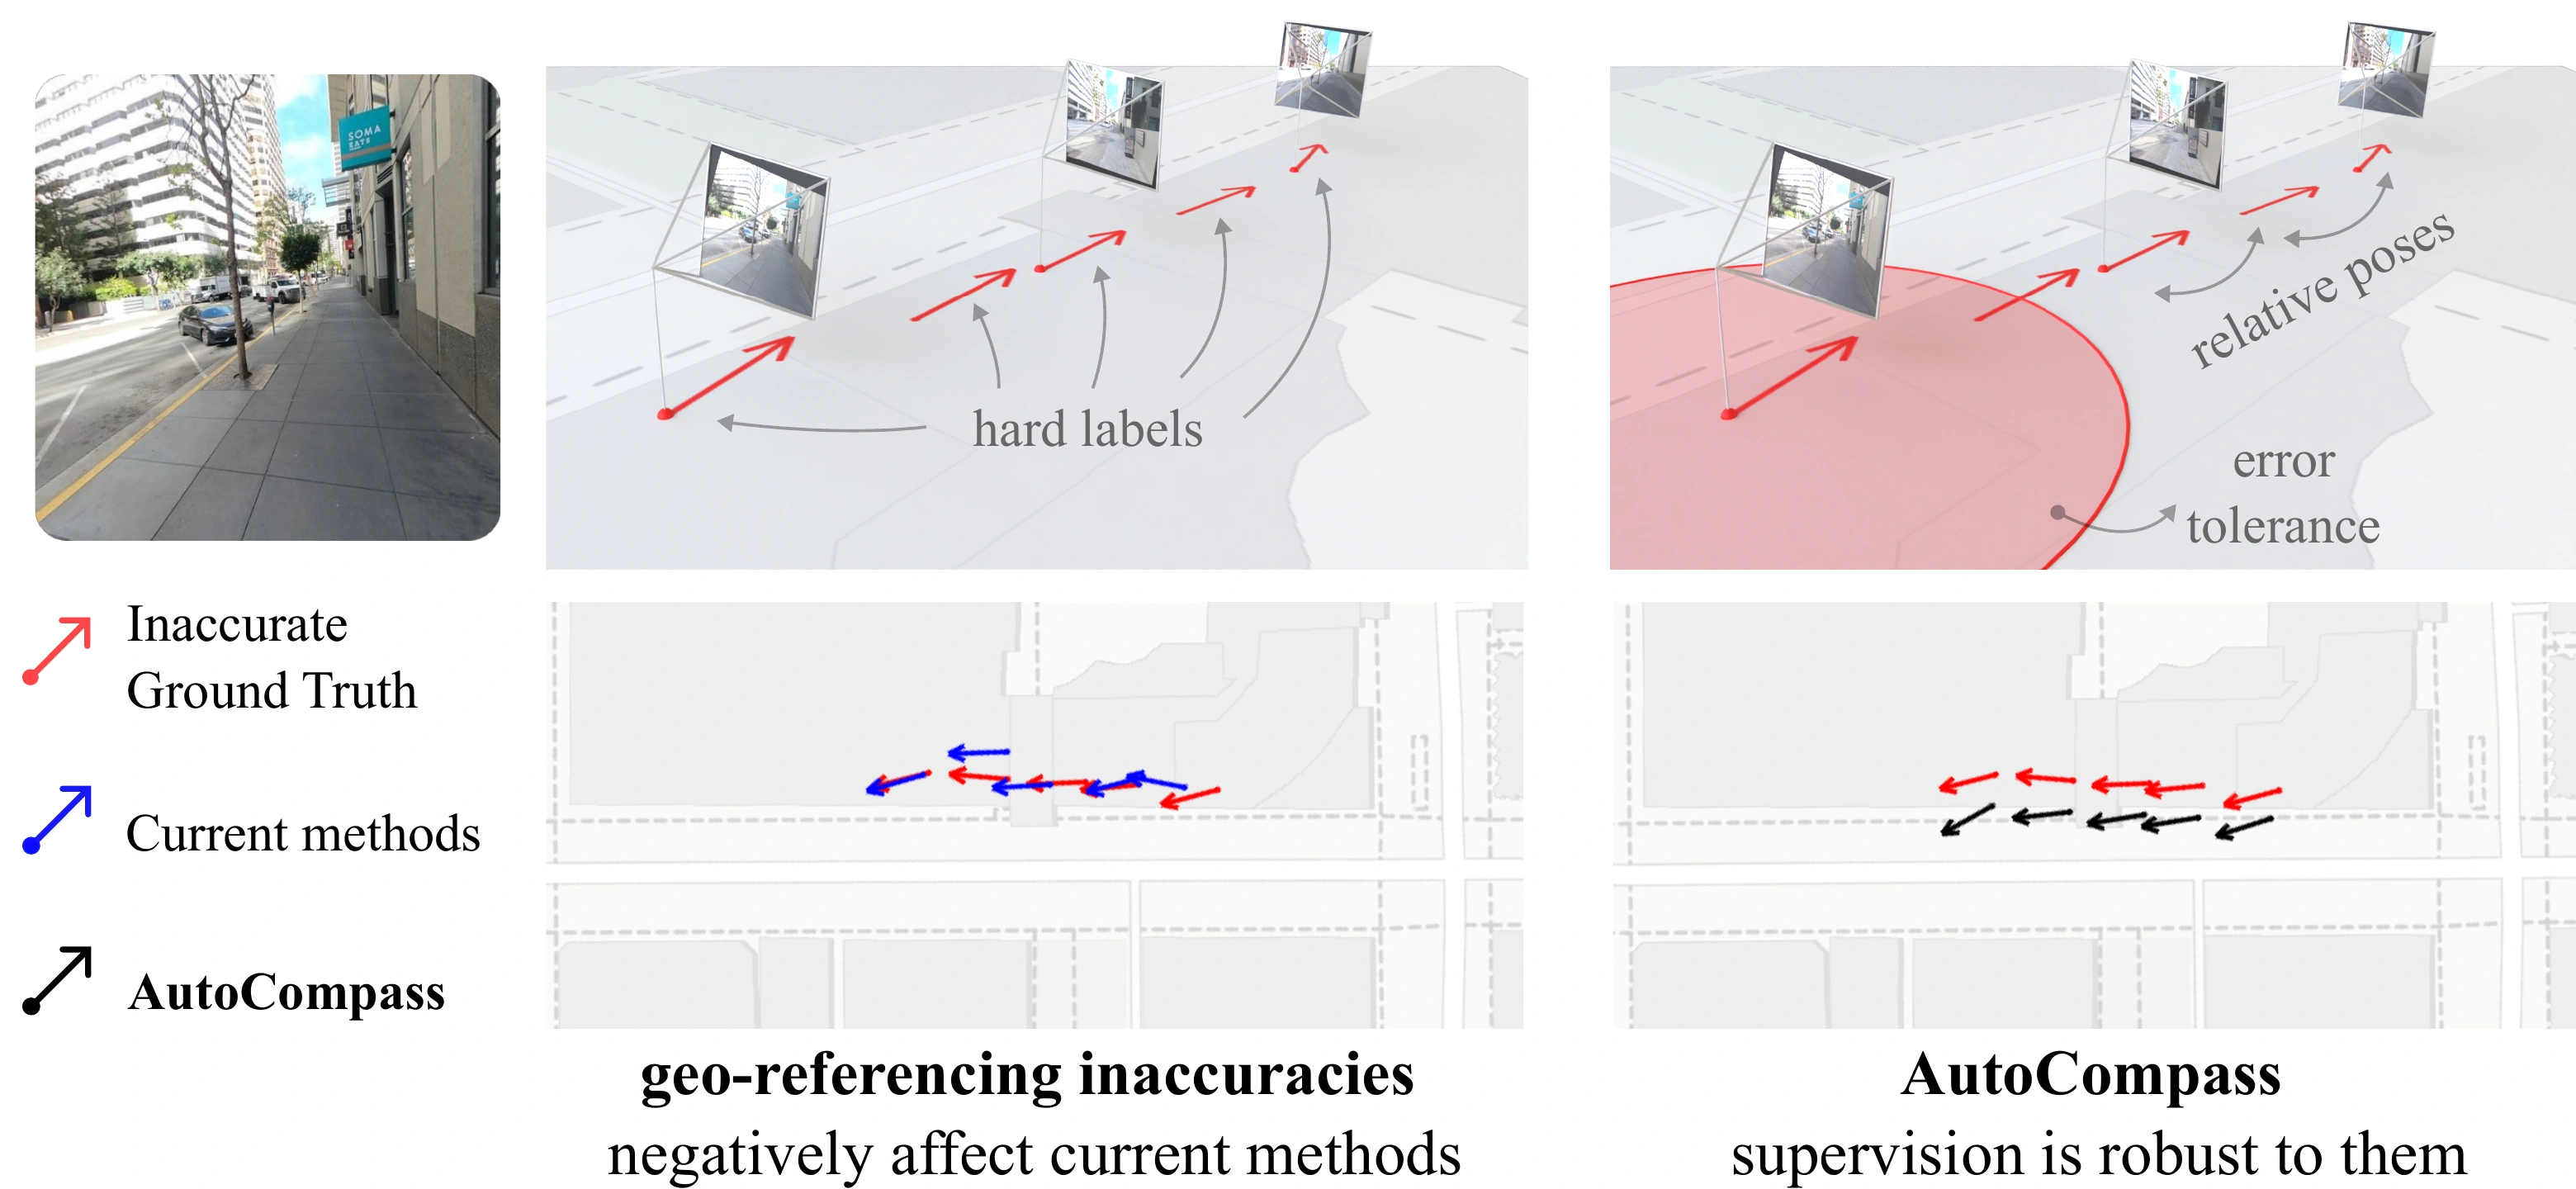 SOMA
EATS
Inaccurate
Ground Truth
Current methods
AutoCompass
hard labels
geo-referencing inaccuracies
negatively affect current methods
relative poses
error
tolerance
AutoCompass
supervision is robust to them